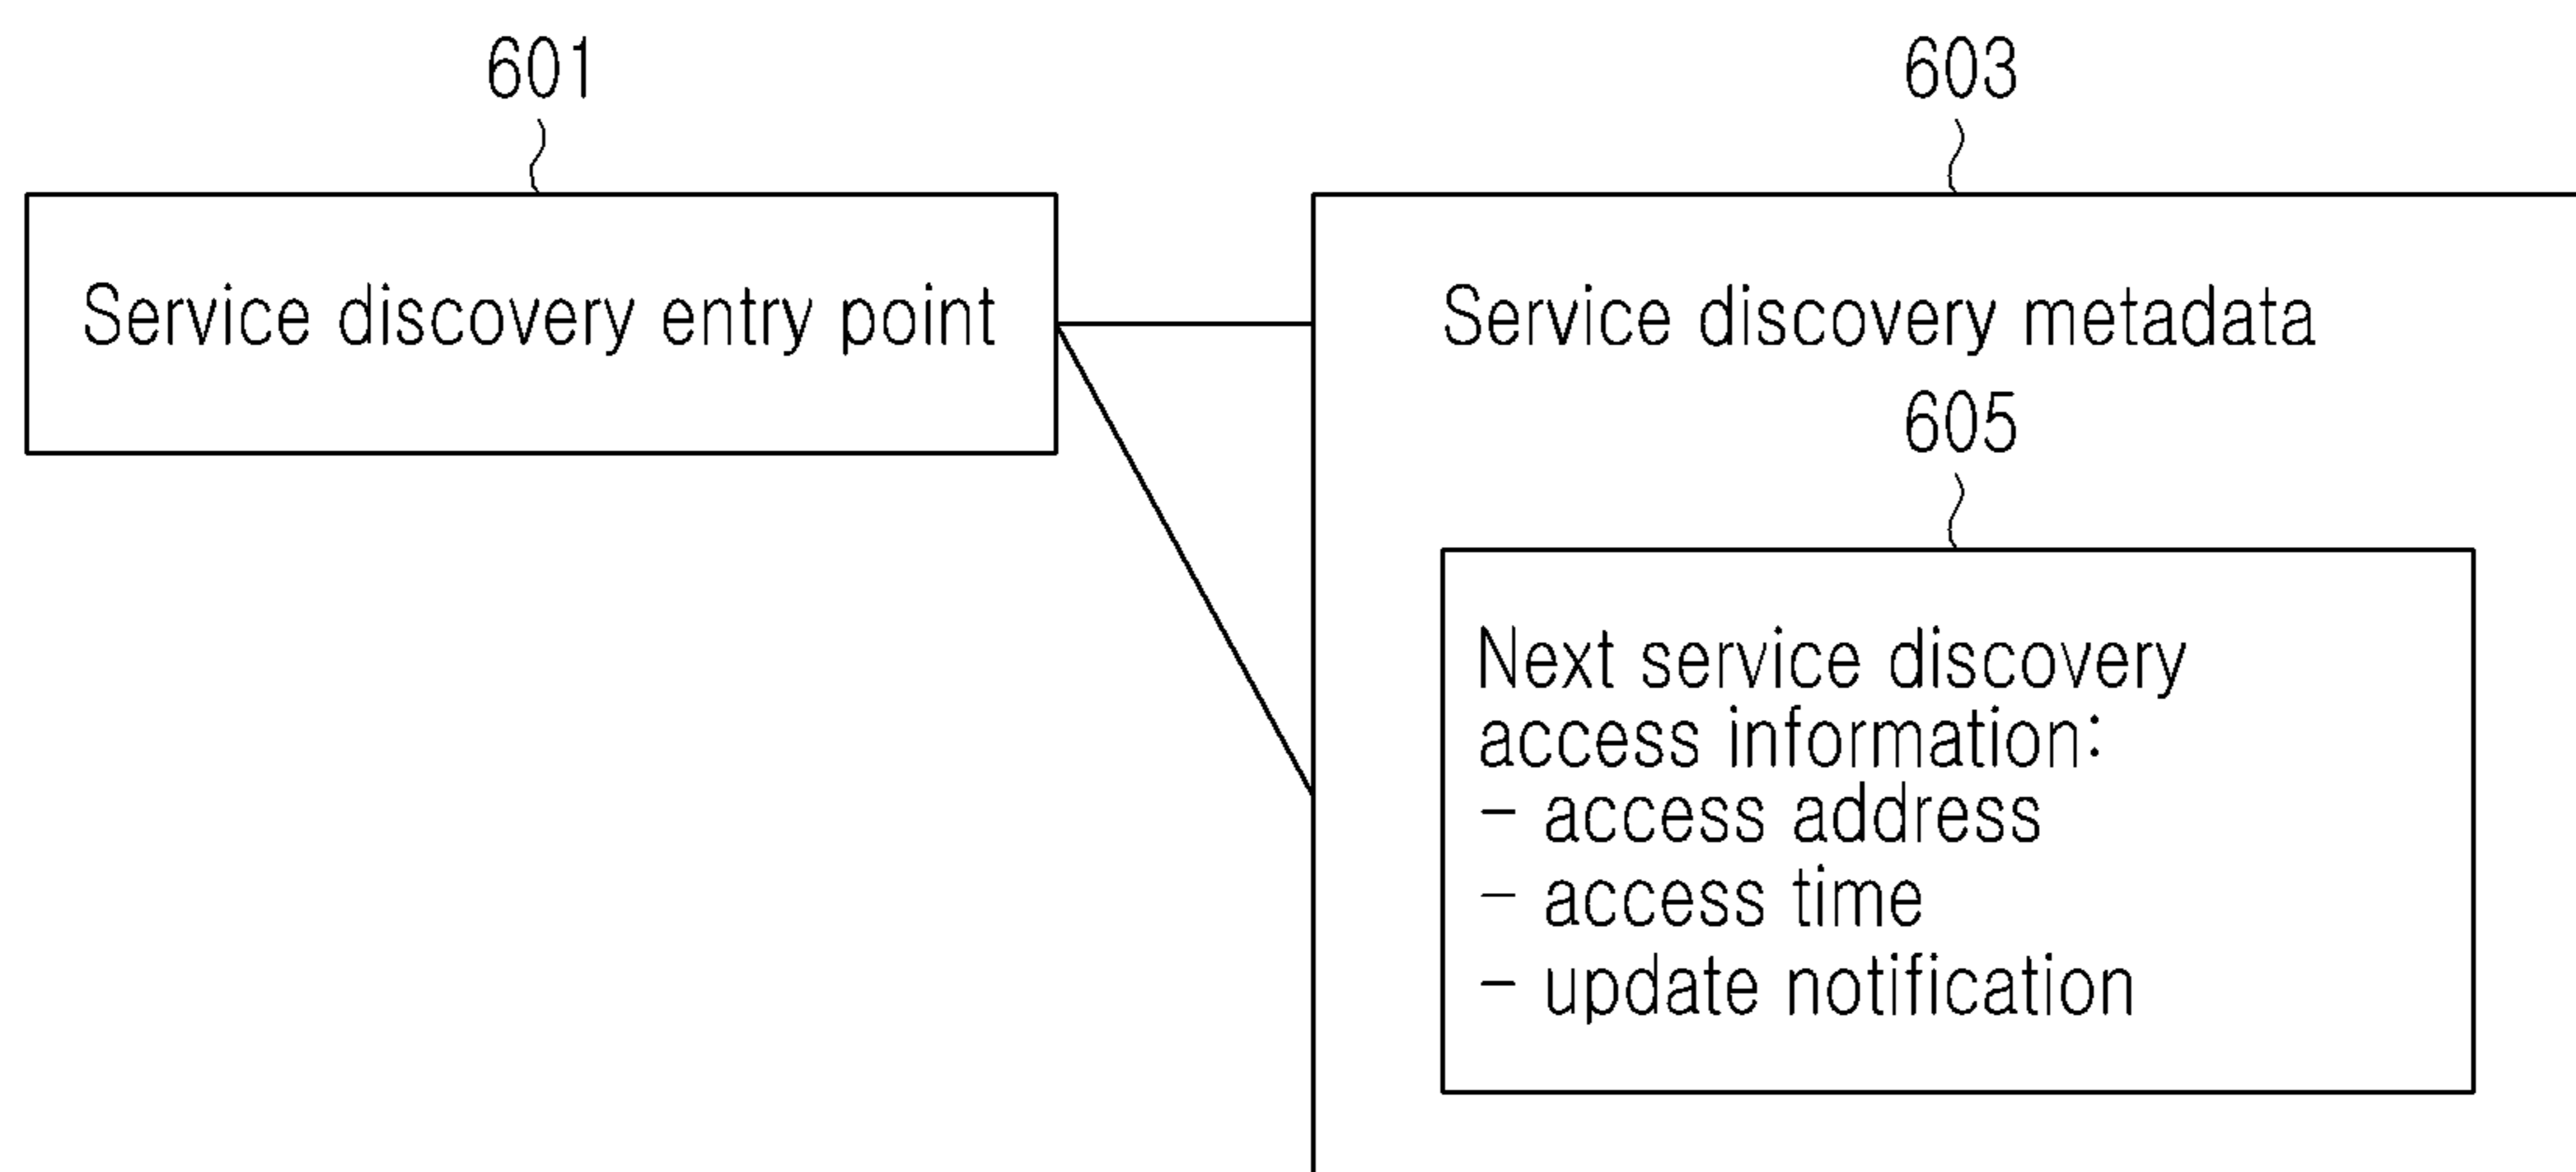 601
603
Service discovery entry point
Service discovery metadata
605
Next service discovery
access information:
- access address
- access time
- update notification